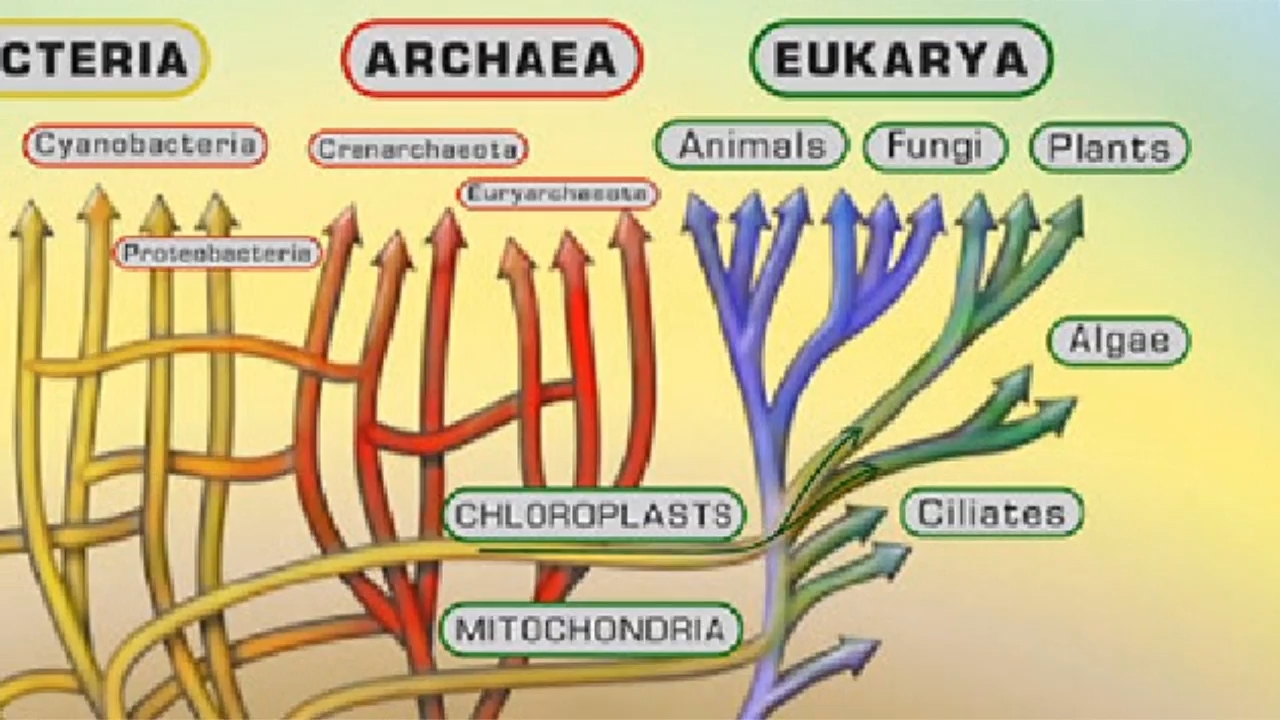 CTERIA
ARCHAEA
EUKARYA
Cyanobacteria
Crenarchaeota
Animals
Fungi
Plants
Euryarchaeota
Proteobacteria
Algae
CHLOROPLASTS
Ciliates
MITOCHONDRIA